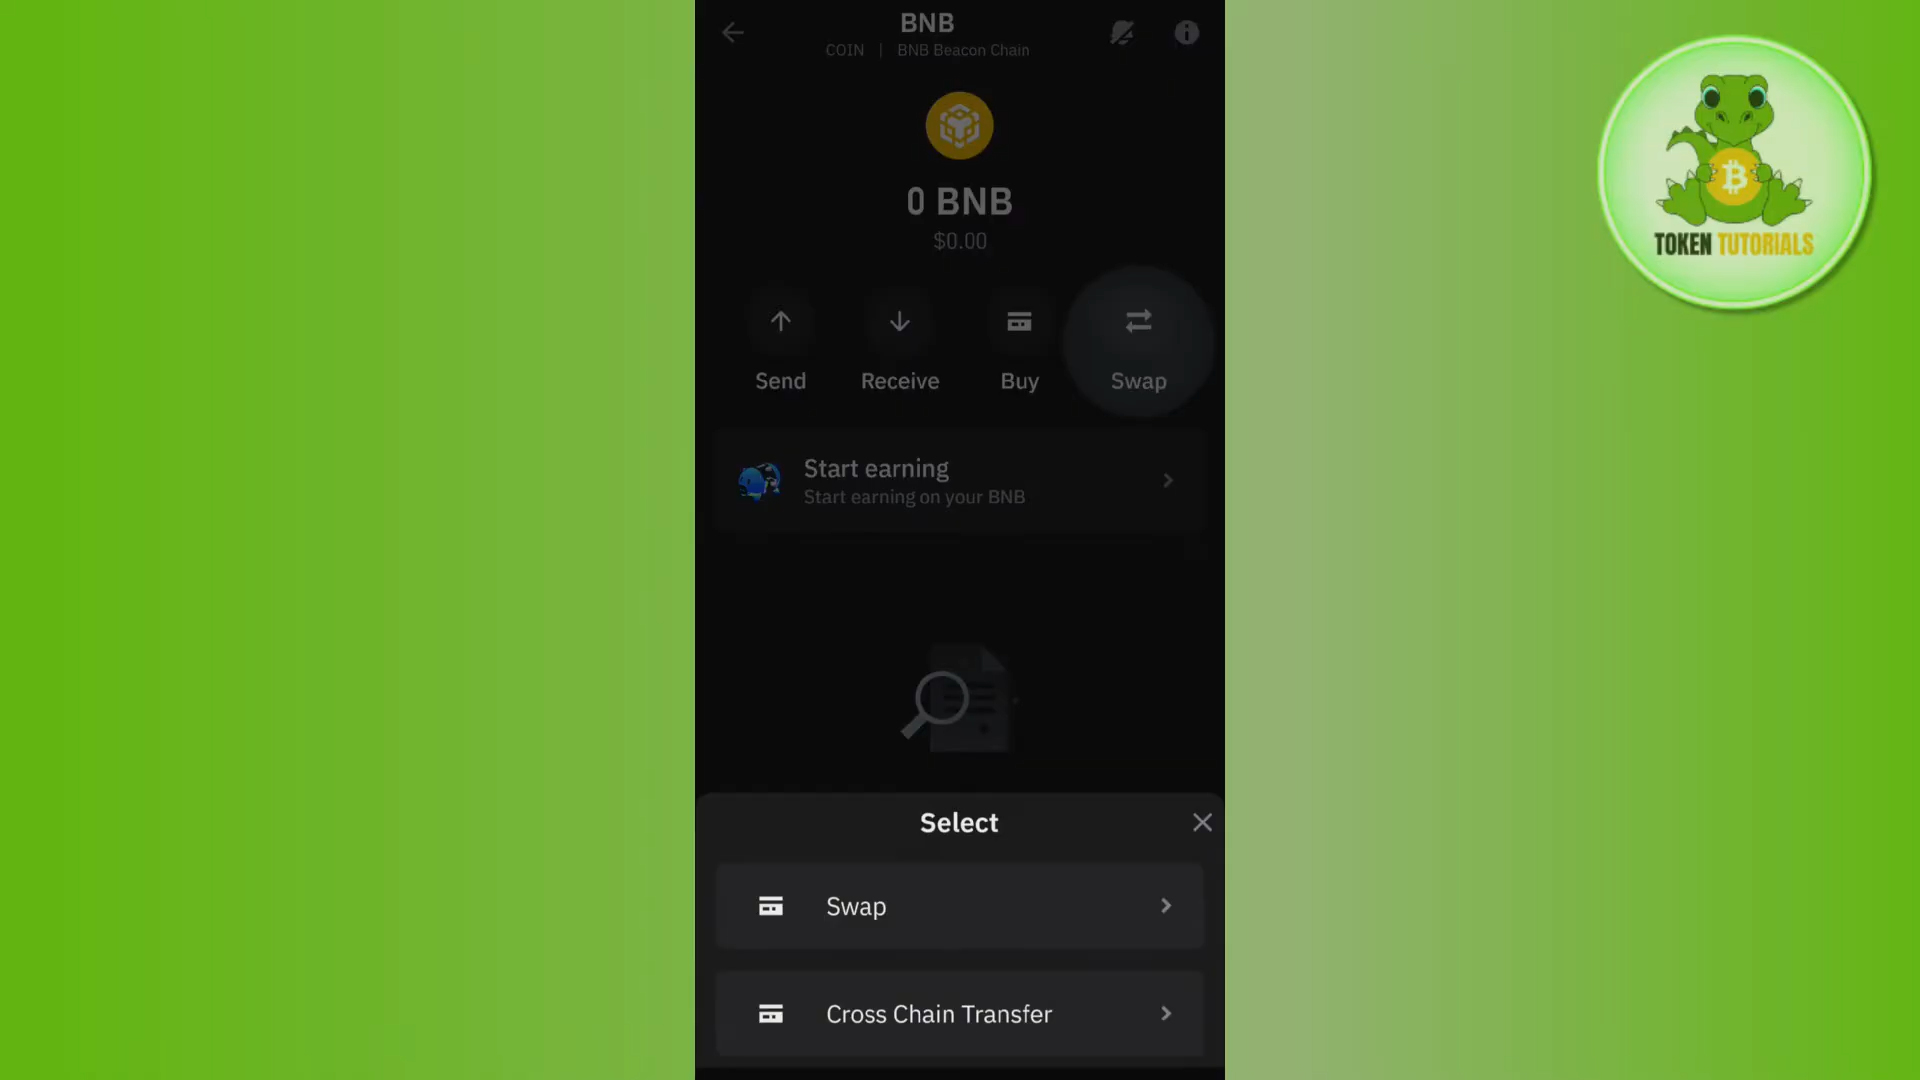 BNB
COIN | BNB Beacon Chain
0 BNB
$0.00
Send Receive Buy Swap
Start earning
Start earning on your BNB
Select
Swap
Cross Chain Transfer
TOKEN TUTORIALS